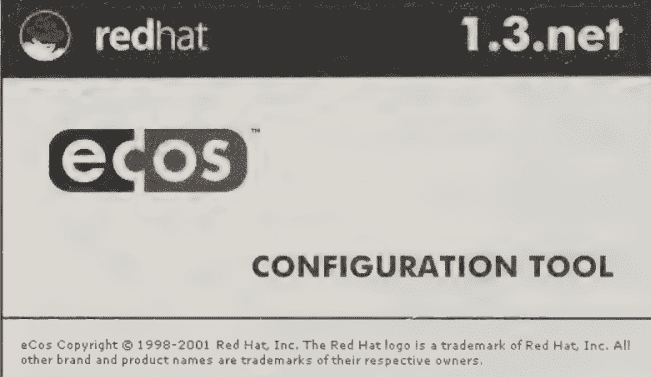 redhat
1.3.net
ecos™
CONFIGURATION TOOL
eCos Copyright © 1998-2001 Red Hat, Inc. The Red Hat logo is a trademark of Red Hat, Inc. All
other brand and product names are trademarks of their respective owners.